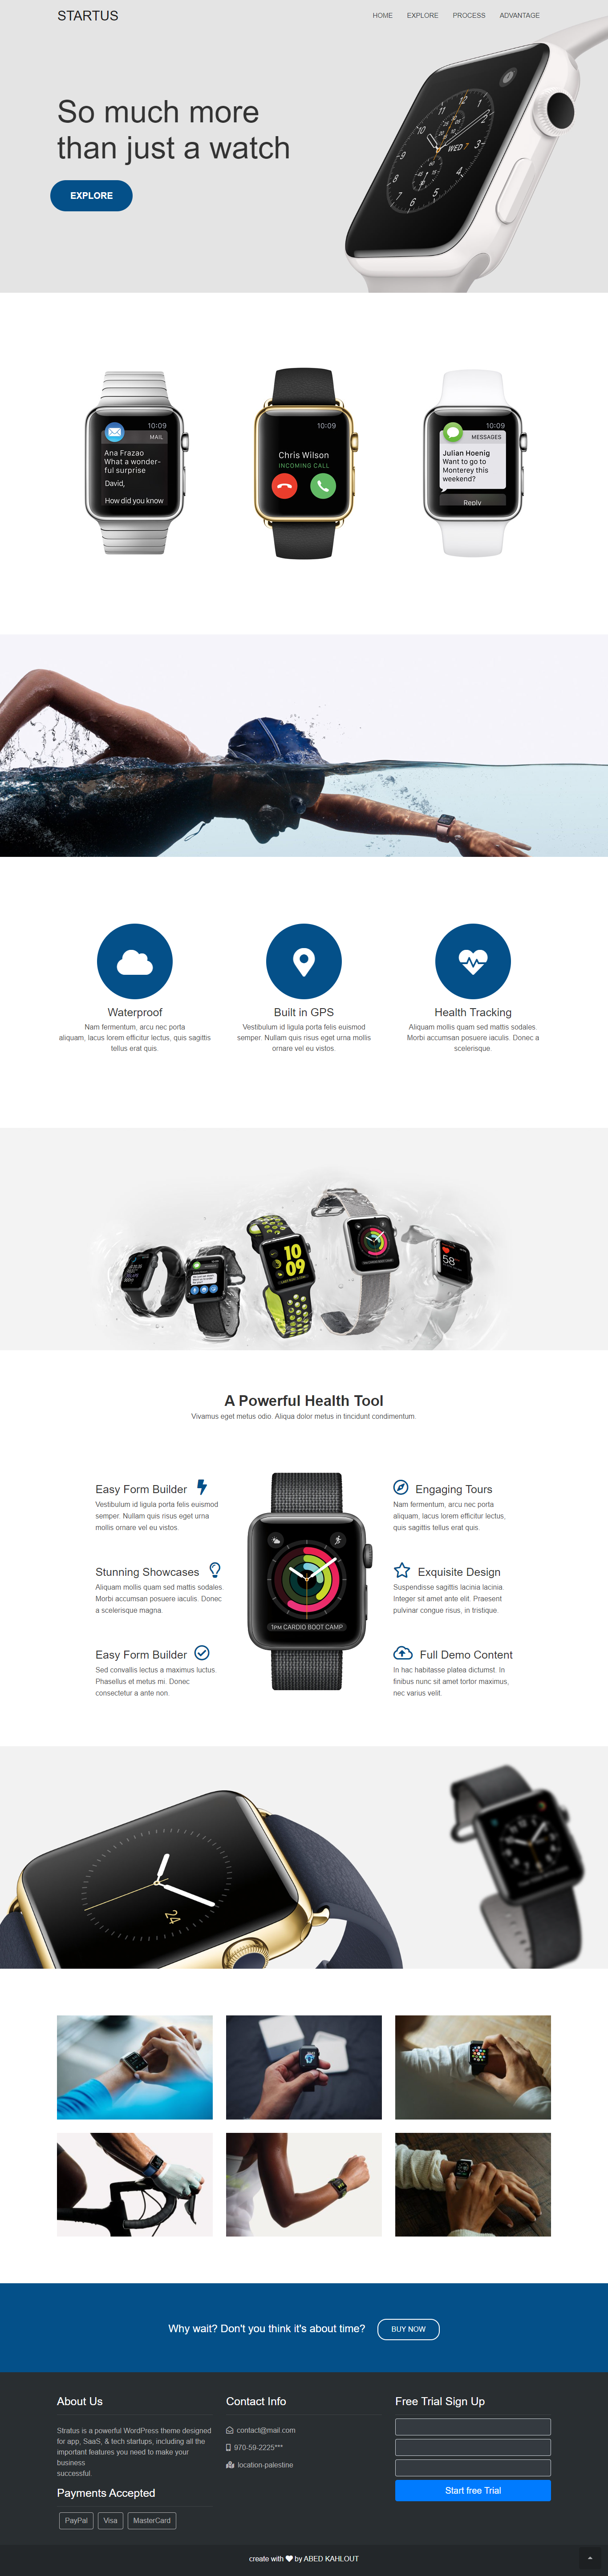 STARTUS
HOME EXPLORE PROCESS ADVANTAGE
So much more
than just a watch
EXPLORE
WED 7
10:09
MAIL
Ana Frazao
What a wonder-
ful surprise
David,
How did you know
10:09
Chris Wilson
INCOMING CALL
10:09
MESSAGES
Julian Hoenig
Want to go to
Monterey this
weekend?
Reply
Waterproof
Nam fermentum, arcu nec porta
aliquam, lacus lorem efficitur lectus, quis sagittis
tellus erat quis.
Built in GPS
Vestibulum id ligula porta felis euismod
semper. Nullam quis risus eget urna mollis
ornare vel eu vistos.
Health Tracking
Aliquam mollis quam sed mattis sodales.
Morbi accumsan posuere iaculis. Donec a
scelerisque.
10
09
58
A Powerful Health Tool
Vivamus eget metus odio. Aliqua dolor metus in tincidunt condimentum.
Easy Form Builder
Vestibulum id ligula porta felis euismod
semper. Nullam quis risus eget urna
mollis ornare vel eu vistos.
Stunning Showcases
Aliquam mollis quam sed mattis sodales.
Morbi accumsan posuere iaculis. Donec
a scelerisque magna.
Easy Form Builder
Sed convallis lectus a maximus luctus.
Phasellus et metus mi. Donec
consectetur a ante non.
1PM CARDIO BOOT CAMP
Engaging Tours
Nam fermentum, arcu nec porta
aliquam, lacus lorem efficitur lectus,
quis sagittis tellus erat quis.
Exquisite Design
Suspendisse sagittis lacinia lacinia.
Integer sit amet ante elit. Praesent
pulvinar congue risus, in tristique.
Full Demo Content
In hac habitasse platea dictumst. In
finibus nunc sit amet tortor maximus,
nec varius velit.
24
Why wait? Don't you think it's about time?
BUY NOW
About Us
Stratus is a powerful WordPress theme designed
for app, SaaS, & tech startups, including all the
important features you need to make your
business
successful.
Payments Accepted
PayPal Visa MasterCard
Contact Info
contact@mail.com
970-59-2225***
location-palestine
Free Trial Sign Up
Start free Trial
create with by ABED KAHLOUT